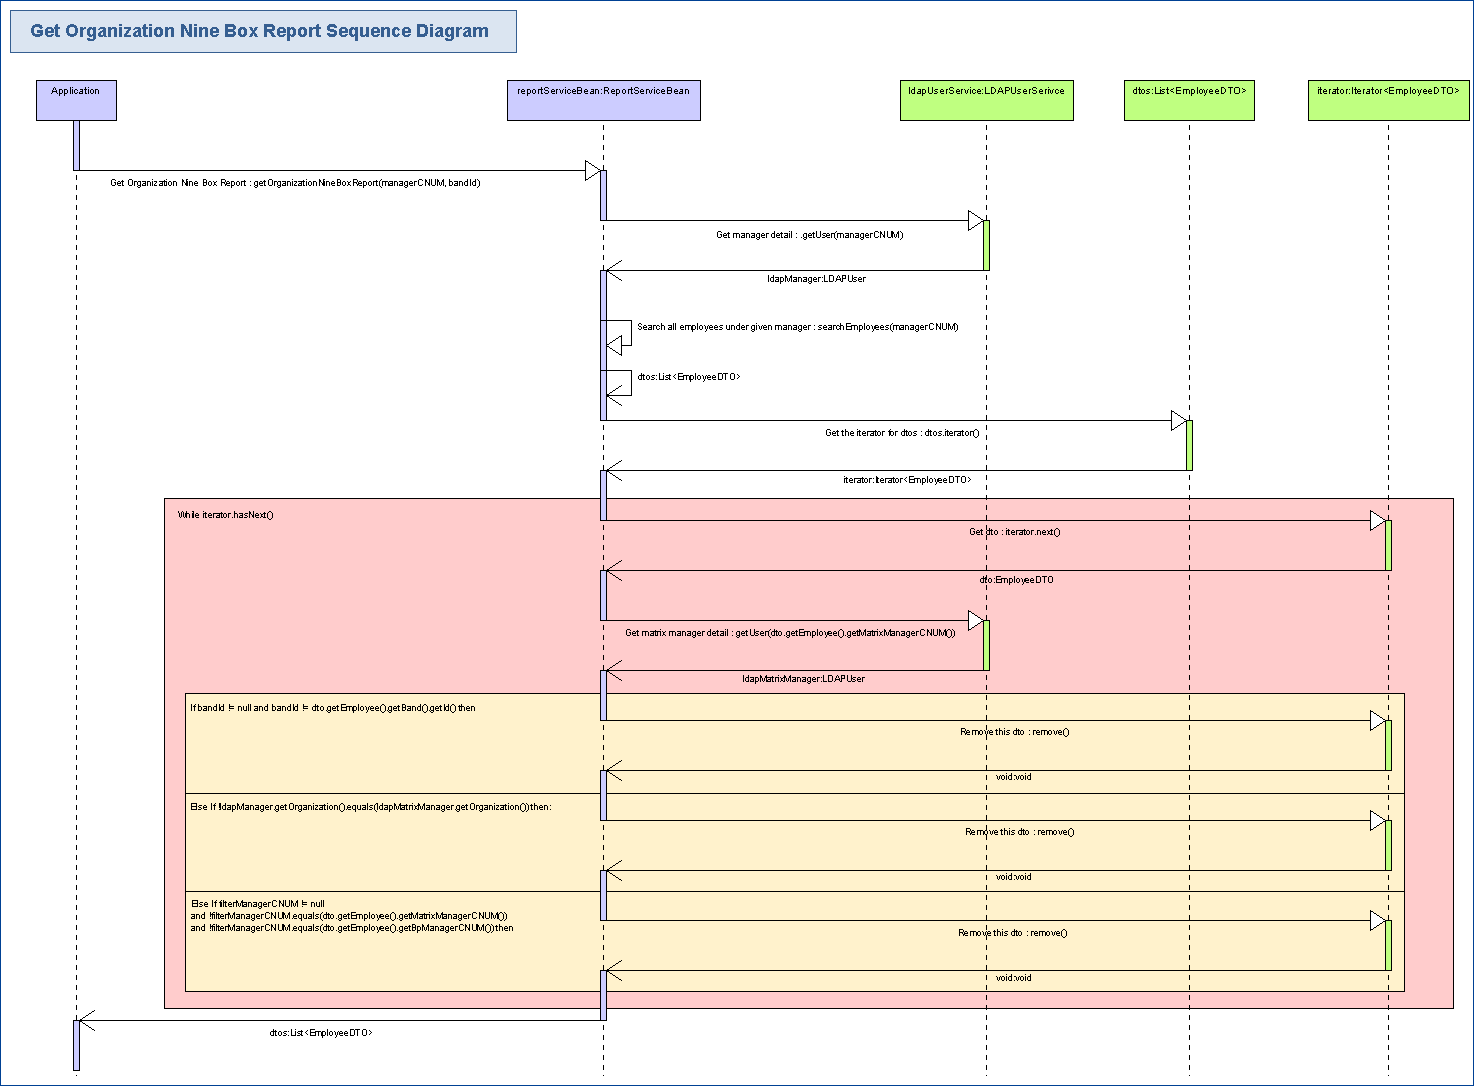 Get Organization Nine Box Report Sequence Diagram
Application
reportServiceBean:ReportServiceBean
ldapUserService:LDAPUserSerivce
dtos:List<EmployeeDTO>
iterator:Iterator<EmployeeDTO>
Get Organization Nine Box Report : getOrganizationNineBoxReport(managerCNUM, bandId)
Get manager detail : .getUser(managerCNUM)
ldapManager:LDAPUser
Search all employees under given manager : searchEmployees(managerCNUM)
dtos:List<EmployeeDTO>
Get the iterator for dtos : dtos.iterator()
iterator:Iterator<EmployeeDTO>
While iterator.hasNext()
Get dto : iterator.next()
dto:EmployeeDTO
Get matrix manager detail : getUser(dto.getEmployee().getMatrixManagerCNUM())
ldapMatrixManager:LDAPUser
If bandId != null and bandId != dto.getEmployee().getBand().getId() then
Remove this dto : remove()
void:void
Else If !ldapManager.getOrganization().equals(ldapMatrixManager.getOrganization()) then:
Remove this dto : remove()
void:void
Else If filterManagerCNUM != null
and !filterManagerCNUM.equals(dto.getEmployee().getMatrixManagerCNUM())
and !filterManagerCNUM.equals(dto.getEmployee().getBpManagerCNUM()) then
Remove this dto : remove()
void:void
dtos:List<EmployeeDTO>